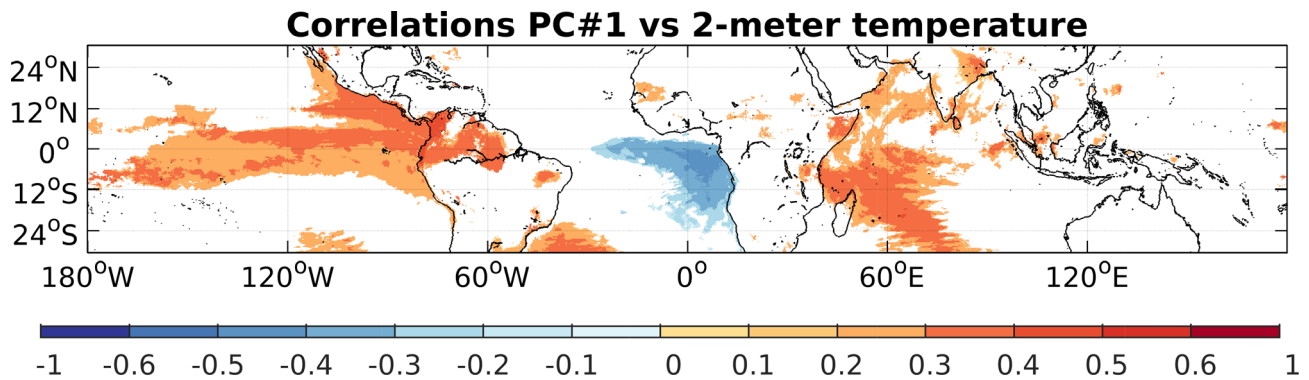 Correlations PC#1 vs 2-meter temperature
24°N
12°N
0°
12°S
24°S
180°W 120°W 60°W 0° 60°E 120°E
-1 -0.6 -0.5 -0.4 -0.3 -0.2 -0.1 0 0.1 0.2 0.3 0.4 0.5 0.6 1